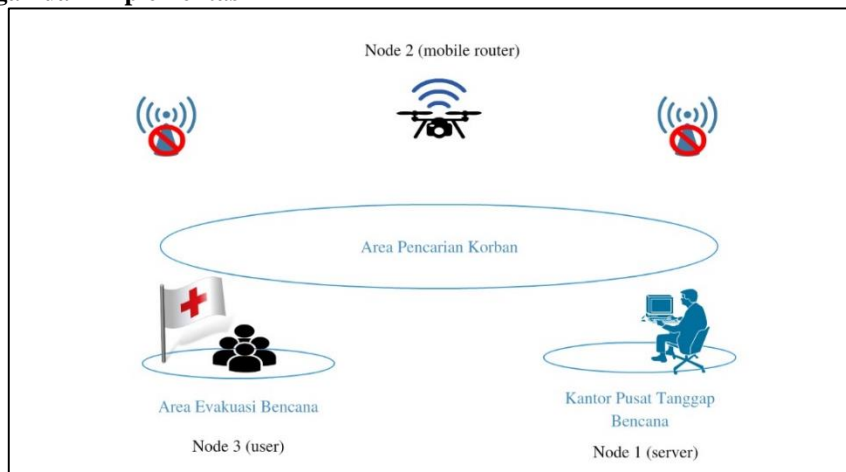 Node 2 (mobile router)
Area Pencarian Korban
Area Evakuasi Bencana
Node 3 (user)
Kantor Pusat Tanggap
Bencana
Node 1 (server)